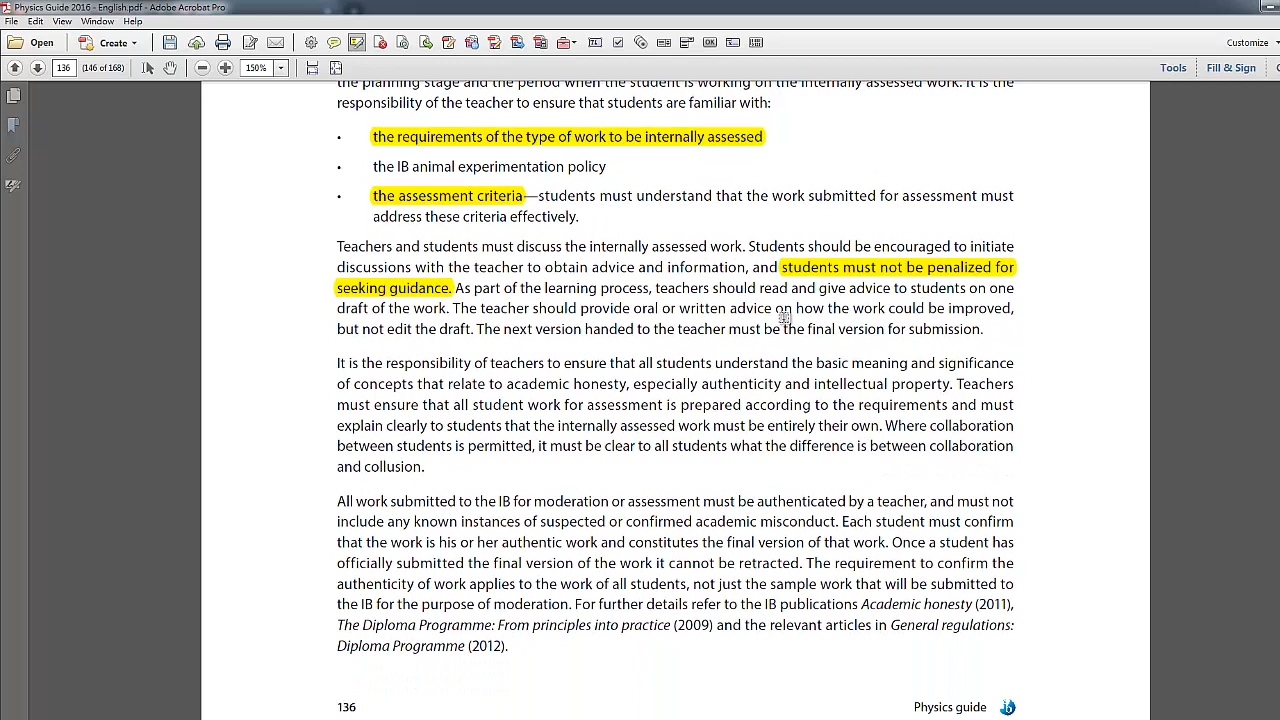 Physics Guide 2016 - English.pdf - Adobe Acrobat Pro
File Edit View Window Help
Open Create Customize
136 (146 of 168) 150% Tools Fill & Sign
the planning stage and the period when the student is working on the internally assessed work. It is the
responsibility of the teacher to ensure that students are familiar with:
• the requirements of the type of work to be internally assessed
• the IB animal experimentation policy
• the assessment criteria—students must understand that the work submitted for assessment must
address these criteria effectively.
Teachers and students must discuss the internally assessed work. Students should be encouraged to initiate
discussions with the teacher to obtain advice and information, and students must not be penalized for
seeking guidance. As part of the learning process, teachers should read and give advice to students on one
draft of the work. The teacher should provide oral or written advice on how the work could be improved,
but not edit the draft. The next version handed to the teacher must be the final version for submission.
It is the responsibility of teachers to ensure that all students understand the basic meaning and significance
of concepts that relate to academic honesty, especially authenticity and intellectual property. Teachers
must ensure that all student work for assessment is prepared according to the requirements and must
explain clearly to students that the internally assessed work must be entirely their own. Where collaboration
between students is permitted, it must be clear to all students what the difference is between collaboration
and collusion.
All work submitted to the IB for moderation or assessment must be authenticated by a teacher, and must not
include any known instances of suspected or confirmed academic misconduct. Each student must confirm
that the work is his or her authentic work and constitutes the final version of that work. Once a student has
officially submitted the final version of the work it cannot be retracted. The requirement to confirm the
authenticity of work applies to the work of all students, not just the sample work that will be submitted to
the IB for the purpose of moderation. For further details refer to the IB publications Academic honesty (2011),
The Diploma Programme: From principles into practice (2009) and the relevant articles in General regulations:
Diploma Programme (2012).
136 Physics guide